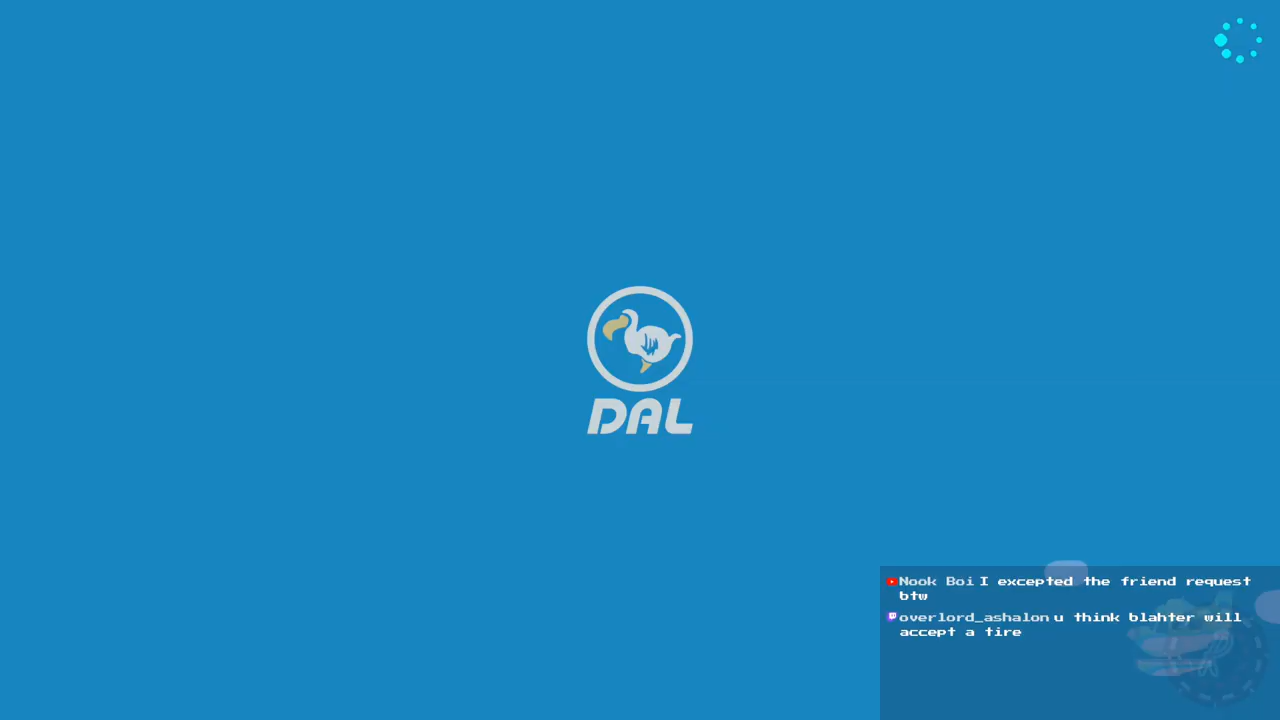 DAL
Nook Boi I excepted the friend request
btw
overlord_ashalon u think blahter will
accept a tire